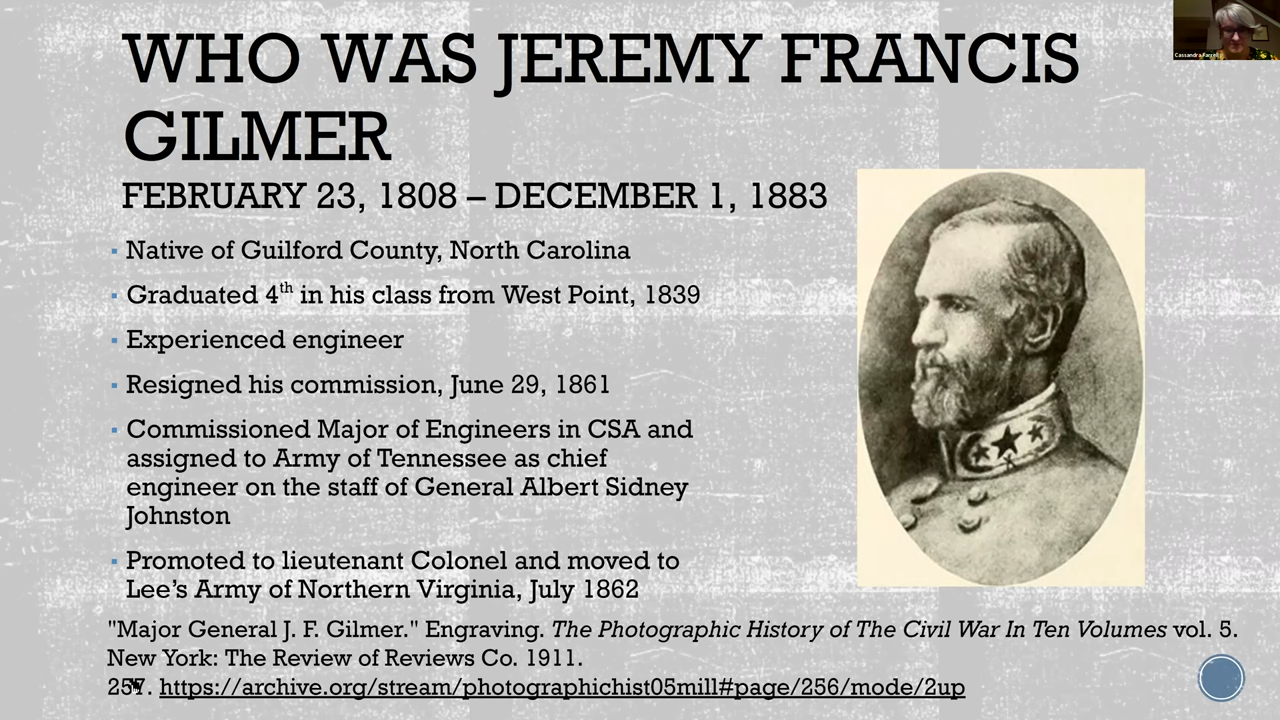 WHO WAS JEREMY FRANCIS
GILMER
FEBRUARY 23, 1808 – DECEMBER 1, 1883
Native of Guilford County, North Carolina
Graduated 4th in his class from West Point, 1839
Experienced engineer
Resigned his commission, June 29, 1861
Commissioned Major of Engineers in CSA and
assigned to Army of Tennessee as chief
engineer on the staff of General Albert Sidney
Johnston
Promoted to lieutenant Colonel and moved to
Lee's Army of Northern Virginia, July 1862
"Major General J. F. Gilmer." Engraving. The Photographic History of The Civil War In Ten Volumes vol. 5.
New York: The Review of Reviews Co. 1911.
257. https://archive.org/stream/photographichist05mill#page/256/mode/2up
Cassandra